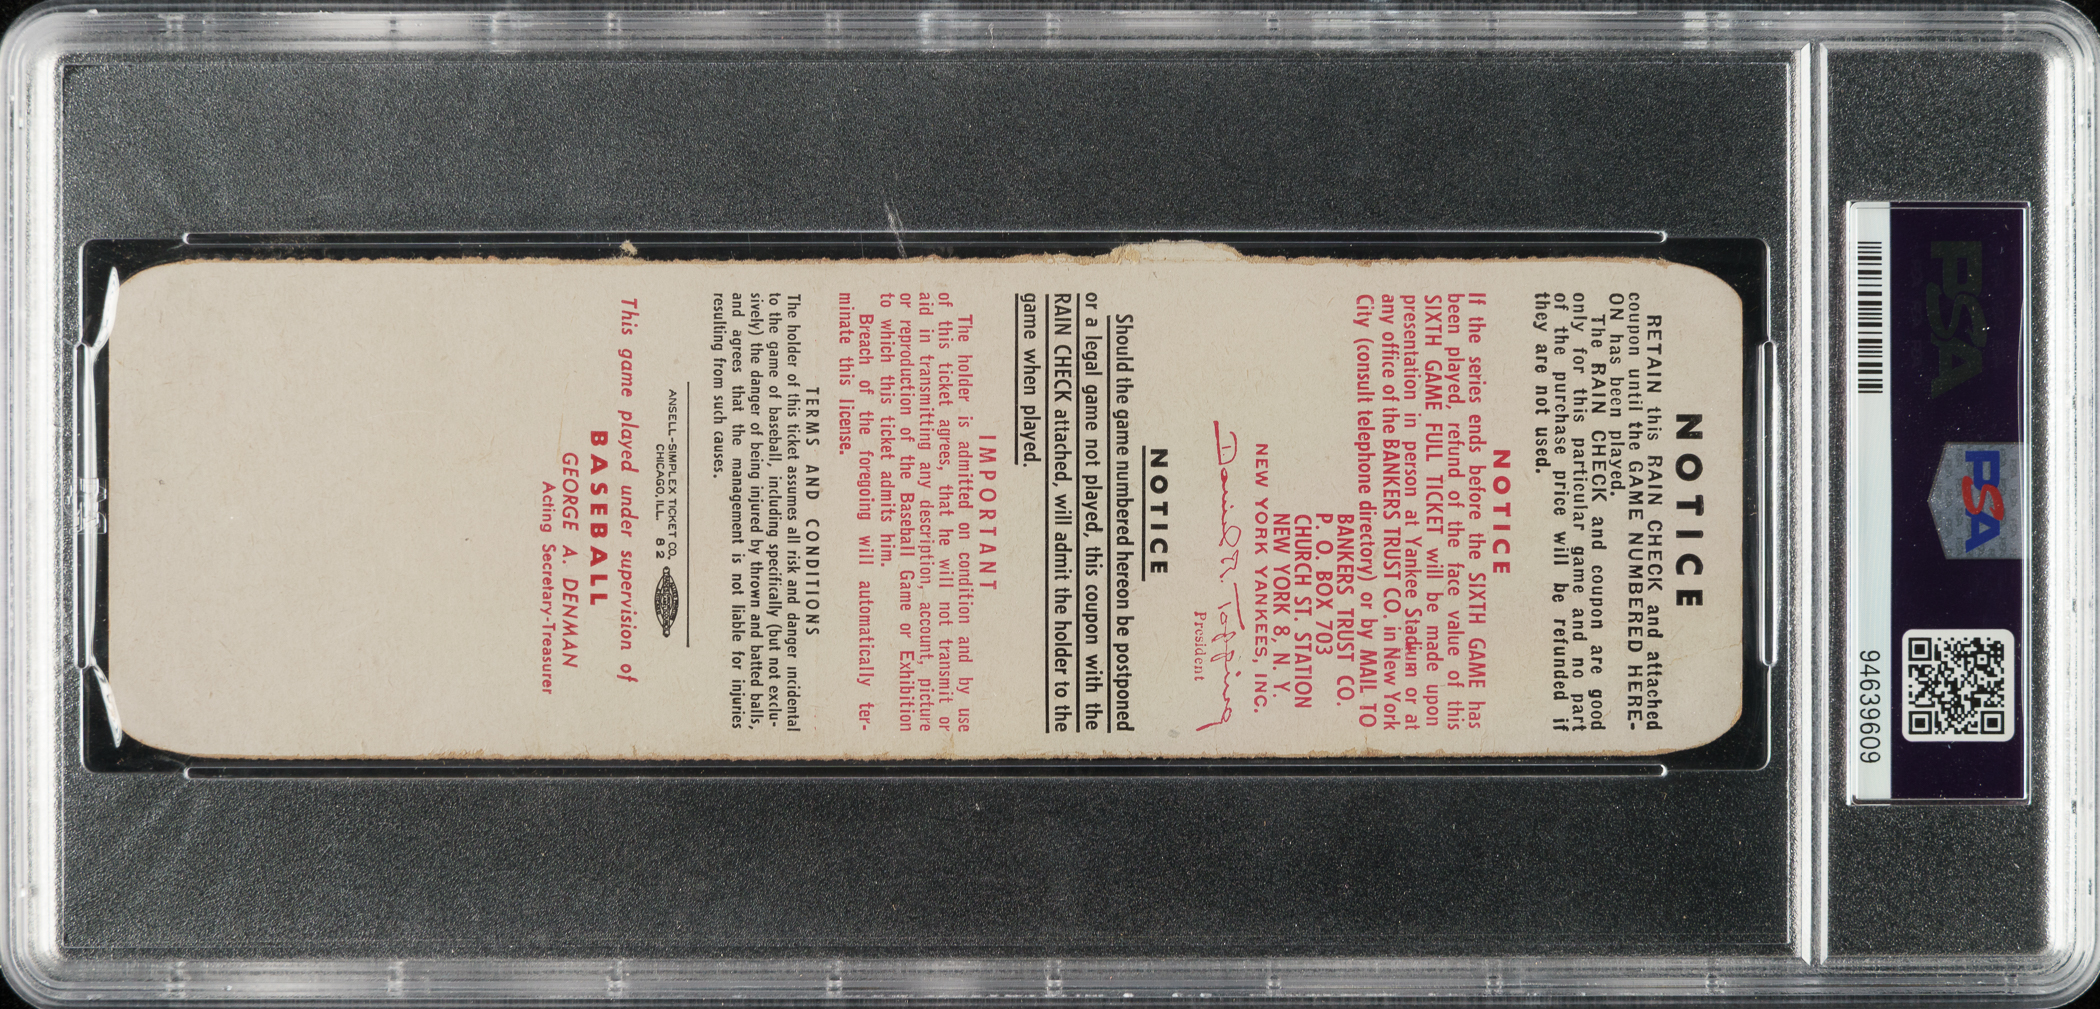 NOTICE
RETAIN this RAIN CHECK and attached
coupon until the GAME NUMBERED HERE-
ON has been played.
The RAIN CHECK and coupon are good
only for this particular game and no part
of the purchase price will be refunded if
they are not used.
NOTICE
If the series ends before the SIXTH GAME has
been played, refund of the face value of this
SIXTH GAME FULL TICKET will be made upon
presentation in person at Yankee Stadium or at
any office of the BANKERS TRUST CO, in New York
City (consult telephone directory) or by MAIL TO
BANKERS TRUST CO.
P. O. BOX 703
CHURCH ST. STATION
NEW YORK 8, N. Y.
NEW YORK YANKEES, INC.
Daniel R. Topping
President
NOTICE
Should the game numbered hereon be postponed
or a legal game not played, this coupon with the
RAIN CHECK attached, will admit the holder to the
game when played.
IMPORTANT
The holder is admitted on condition and by use
of this ticket agrees, that he will not transmit or
aid in transmitting any description, account, picture
or reproduction of the Baseball Game or Exhibition
to which this ticket admits him.
Breach of the foregoing will automatically ter-
minate this license.
TERMS AND CONDITIONS
The holder of this ticket assumes all risk and danger incidental
to the game of baseball, including specifically (but not exclu-
sively) the danger of being injured by thrown and batted balls,
and agrees that the management is not liable for injuries
resulting from such causes.
ANSELL-SIMPLEX TICKET CO.
CHICAGO, ILL. 82
This game played under supervision of
BASEBALL
GEORGE A. DENMAN
Acting Secretary-Treasurer
PSA
PSA
94639609